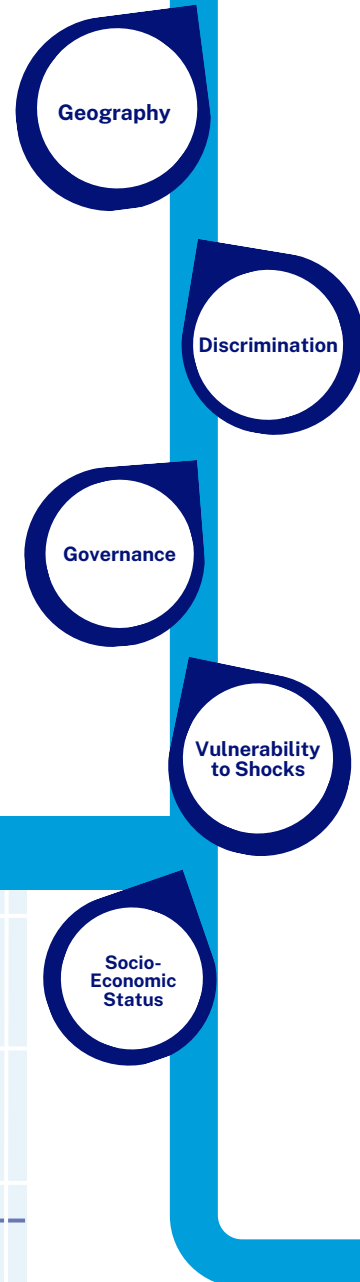 Geography
Discrimination
Governance
Vulnerability
to Shocks
Socio-
Economic
Status